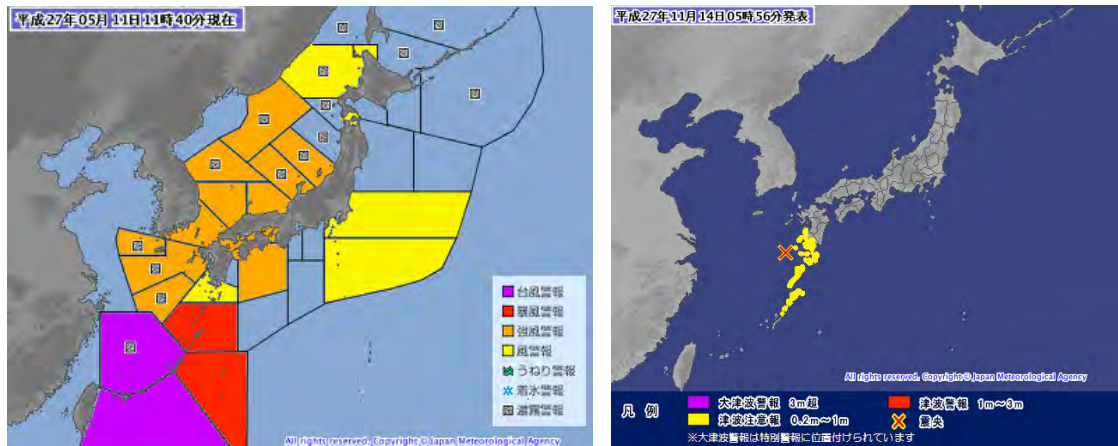 平成27年05月11日11時40分現在
台風警報
暴風警報
強風警報
風警報
うねり警報
着氷警報
濃霧警報
All rights reserved. Copyright © Japan Meteorological Agency
平成27年11月14日05時56分発表
All rights reserved. Copyright © Japan Meteorological Agency
凡 例
大津波警報 3m超
津波警報 1m~3m
津波注意報 0.2m~1m
震央
※大津波警報は特別警報に位置付けられています